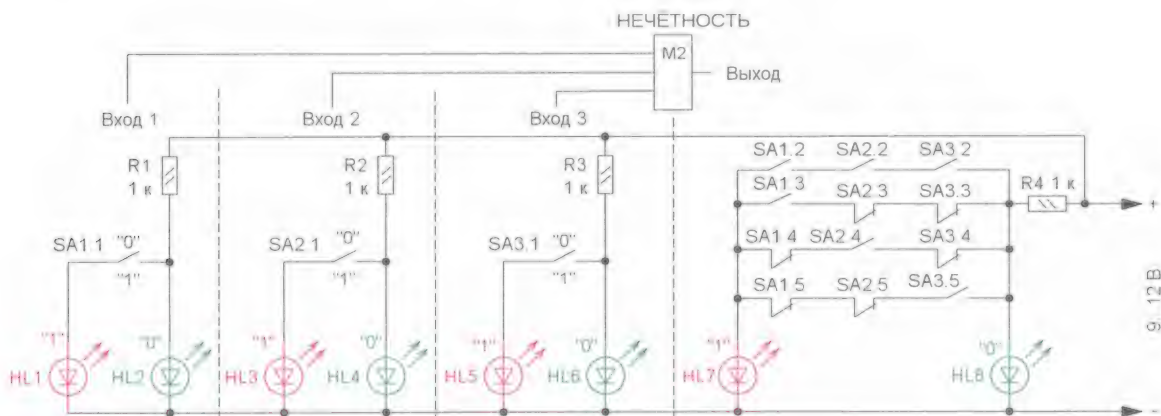 НЕЧЕТНОСТЬ
M2
Выход
Вход 1
Вход 2
Вход 3
R1
1 к
R2
1 к
R3
1 к
SA1.2
SA2.2
SA3.2
SA1.3
SA2.3
SA3.3
R4 1 к
+
SA1.1
"0"
"1"
SA2.1
"0"
"1"
SA3.1
"0"
"1"
SA1.4
SA2.4
SA3.4
SA1.5
SA2.5
SA3.5
9...12 В
"1"
"0"
"1"
"0"
"1"
"0"
"1"
"0"
HL1
HL2
HL3
HL4
HL5
HL6
HL7
HL8
-